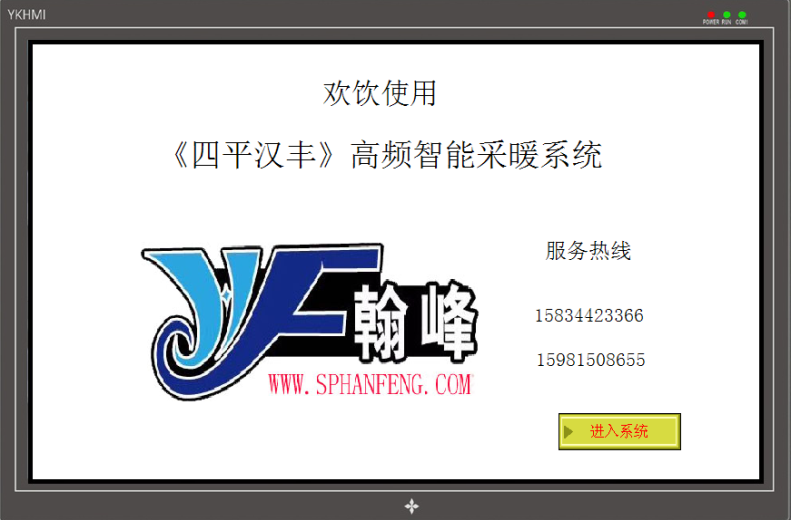 YKHMI
POWER RUN COM1
欢饮使用
《四平汉丰》高频智能采暖系统
服务热线
翰峰
15834423366
15981508655
WWW.SPHANFENG.COM
进入系统